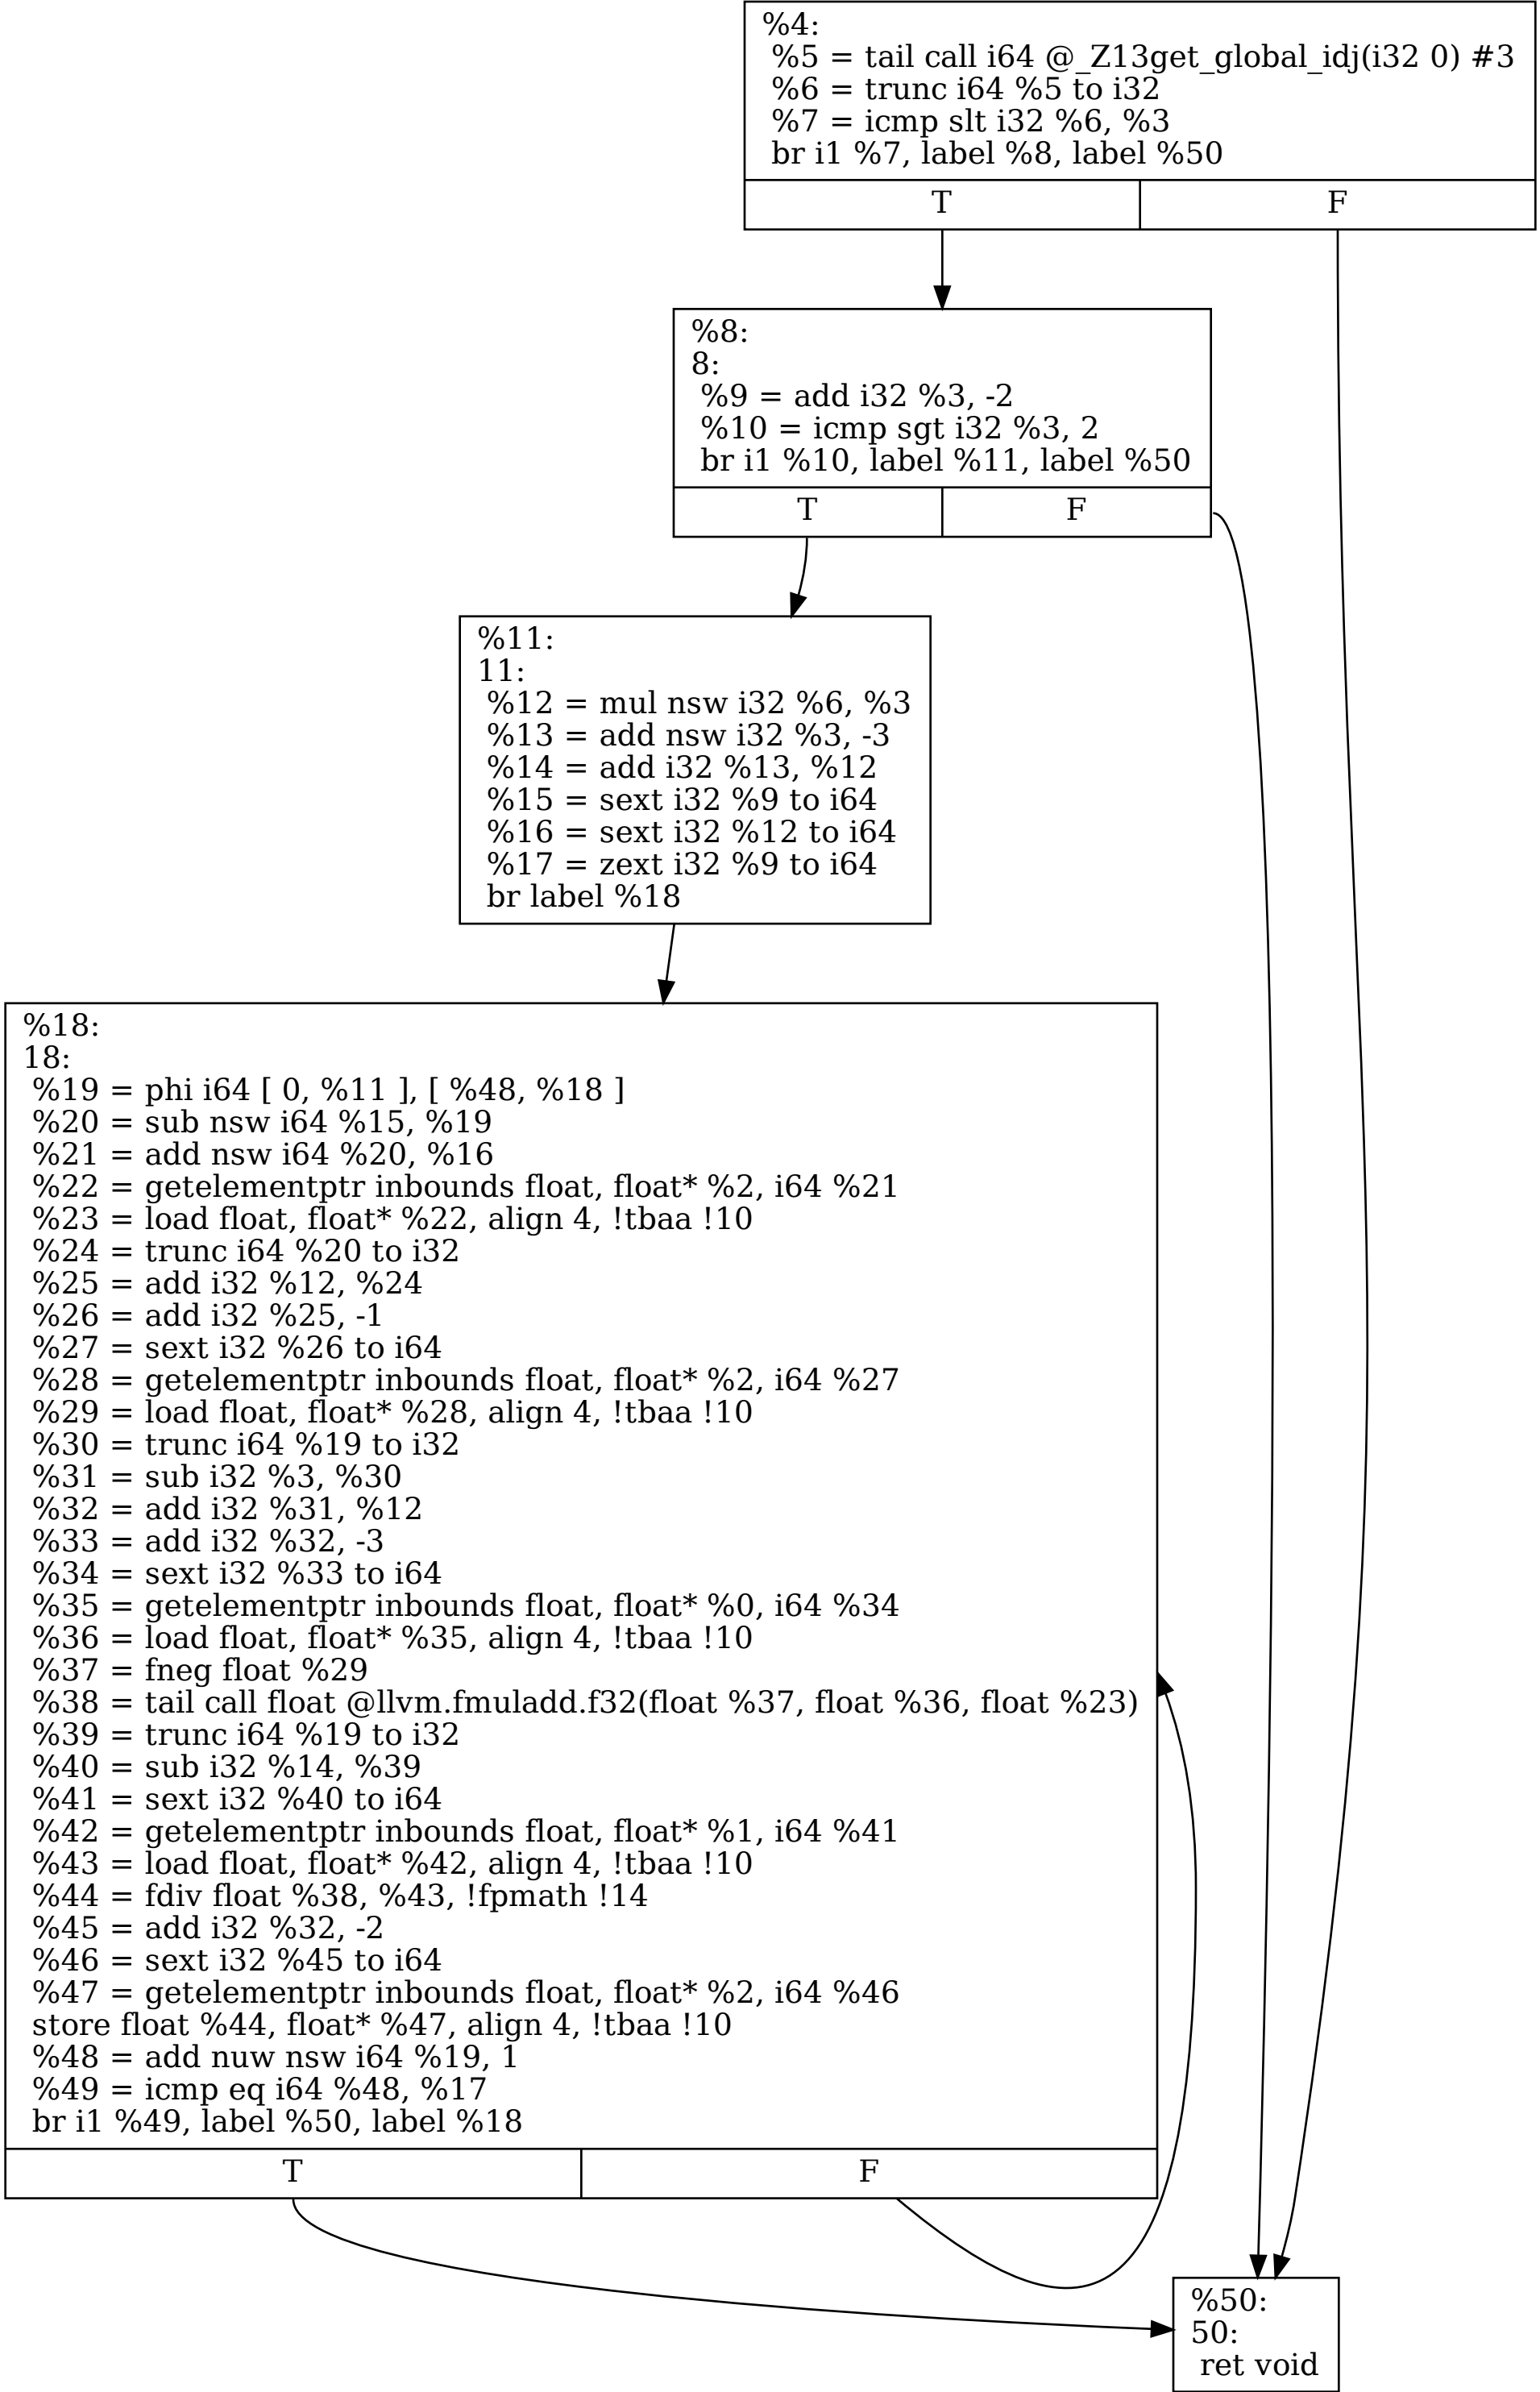 %4:
%5 = tail call i64 @_Z13get_global_idj(i32 0) #3
%6 = trunc i64 %5 to i32
%7 = icmp slt i32 %6, %3
br i1 %7, label %8, label %50
T F
%8:
8:
%9 = add i32 %3, -2
%10 = icmp sgt i32 %3, 2
br i1 %10, label %11, label %50
T F
%11:
11:
%12 = mul nsw i32 %6, %3
%13 = add nsw i32 %3, -3
%14 = add i32 %13, %12
%15 = sext i32 %9 to i64
%16 = sext i32 %12 to i64
%17 = zext i32 %9 to i64
br label %18
%18:
18:
%19 = phi i64 [ 0, %11 ], [ %48, %18 ]
%20 = sub nsw i64 %15, %19
%21 = add nsw i64 %20, %16
%22 = getelementptr inbounds float, float* %2, i64 %21
%23 = load float, float* %22, align 4, !tbaa !10
%24 = trunc i64 %20 to i32
%25 = add i32 %12, %24
%26 = add i32 %25, -1
%27 = sext i32 %26 to i64
%28 = getelementptr inbounds float, float* %2, i64 %27
%29 = load float, float* %28, align 4, !tbaa !10
%30 = trunc i64 %19 to i32
%31 = sub i32 %3, %30
%32 = add i32 %31, %12
%33 = add i32 %32, -3
%34 = sext i32 %33 to i64
%35 = getelementptr inbounds float, float* %0, i64 %34
%36 = load float, float* %35, align 4, !tbaa !10
%37 = fneg float %29
%38 = tail call float @llvm.fmuladd.f32(float %37, float %36, float %23)
%39 = trunc i64 %19 to i32
%40 = sub i32 %14, %39
%41 = sext i32 %40 to i64
%42 = getelementptr inbounds float, float* %1, i64 %41
%43 = load float, float* %42, align 4, !tbaa !10
%44 = fdiv float %38, %43, !fpmath !14
%45 = add i32 %32, -2
%46 = sext i32 %45 to i64
%47 = getelementptr inbounds float, float* %2, i64 %46
store float %44, float* %47, align 4, !tbaa !10
%48 = add nuw nsw i64 %19, 1
%49 = icmp eq i64 %48, %17
br i1 %49, label %50, label %18
T F
%50:
50:
ret void